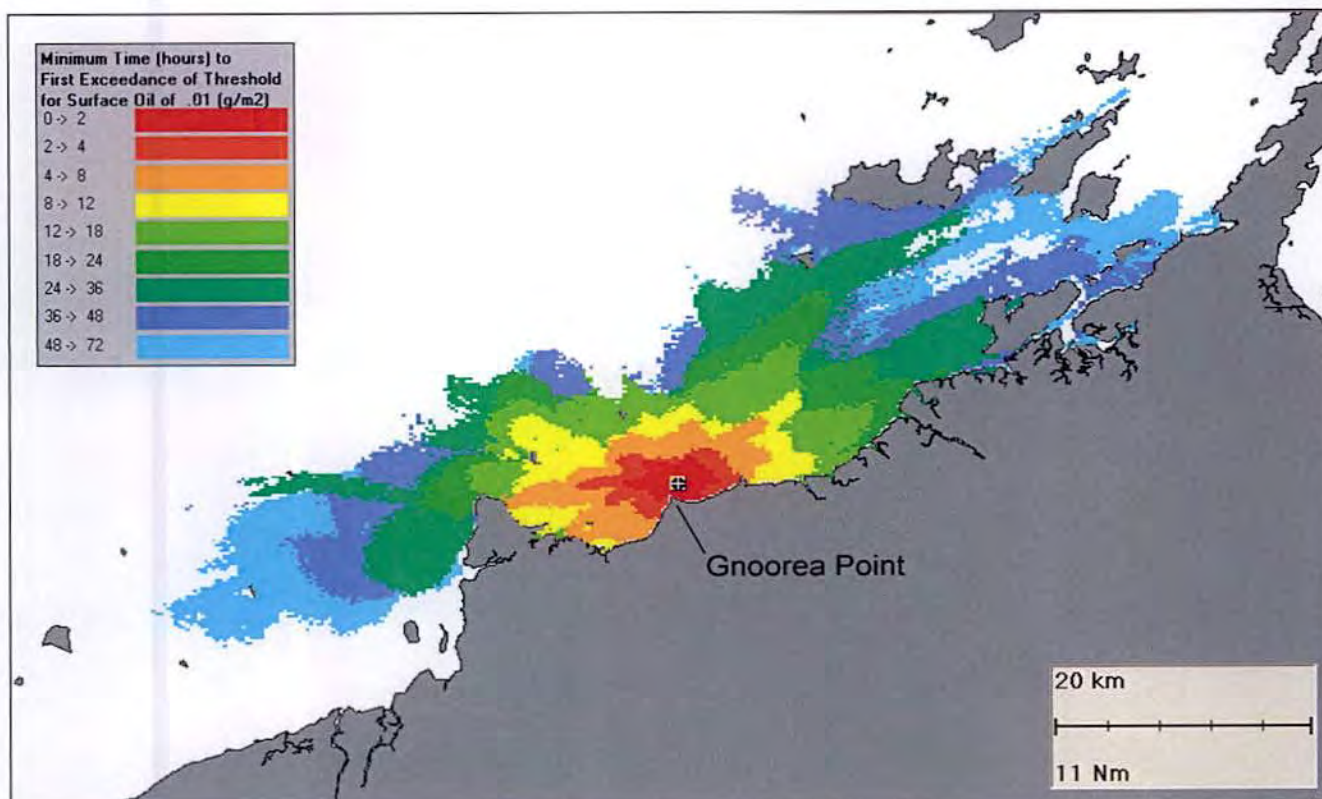 Minimum Time (hours) to
First Exceedance of Threshold
for Surface Oil of .01 (g/m2)
0 -> 2
2 -> 4
4 -> 8
8 -> 12
12 -> 18
18 -> 24
24 -> 36
36 -> 48
48 -> 72
Gnoorea Point
20 km
11 Nm